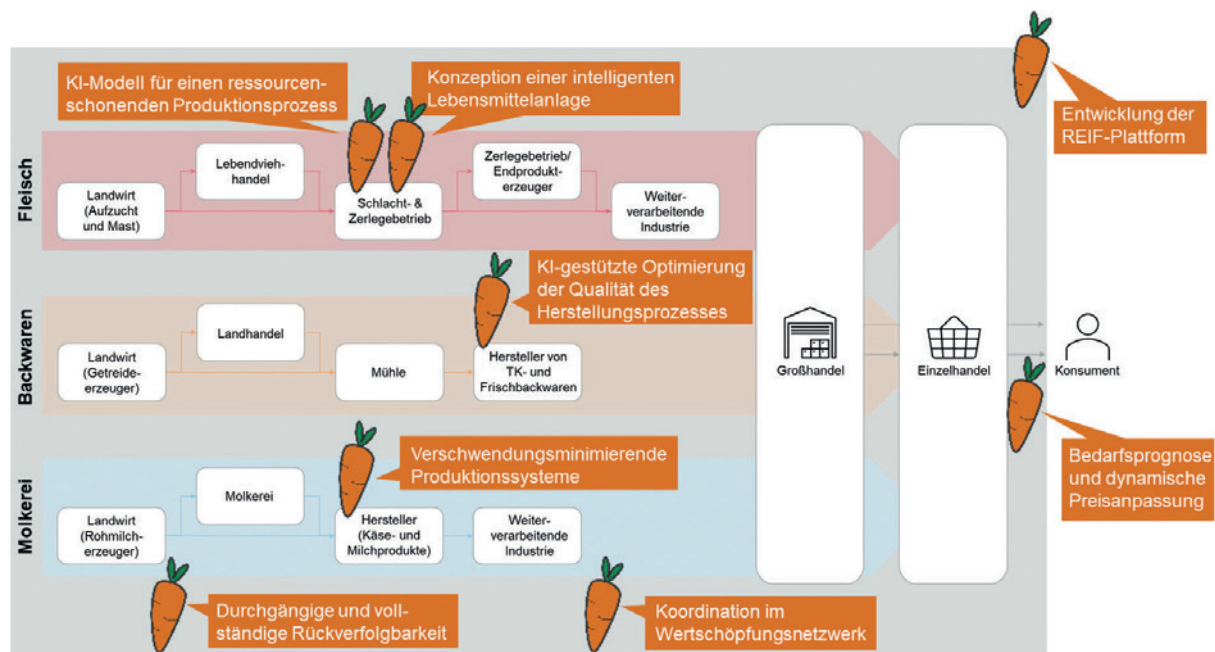 KI-Modell für einen ressourcen-
schonenden Produktionsprozess
Konzeption einer intelligenten
Lebensmittelanlage
Entwicklung der
REIF-Plattform
Fleisch
Landwirt
(Aufzucht
und Mast)
Lebendvieh-
handel
Schlacht- &
Zerlegebetrieb
Zerlegebetrieb/
Endprodukt-
erzeuger
Weiter-
verarbeitende
Industrie
KI-gestützte Optimierung
der Qualität des
Herstellungsprozesses
Backwaren
Landwirt
(Getreide-
erzeuger)
Landhandel
Mühle
Hersteller von
TK- und
Frischbackwaren
Großhandel
Einzelhandel
Konsument
Verschwendungsminimierende
Produktionssysteme
Bedarfsprognose
und dynamische
Preisanpassung
Molkerei
Landwirt
(Rohmilch-
erzeuger)
Molkerei
Hersteller
(Käse- und
Milchprodukte)
Weiter-
verarbeitende
Industrie
Durchgängige und voll-
ständige Rückverfolgbarkeit
Koordination im
Wertschöpfungsnetzwerk